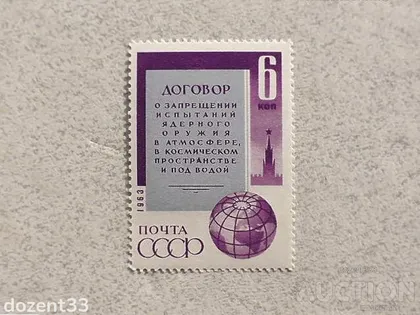 ДОГОВОР
О ЗАПРЕЩЕНИИ
ИСПЫТАНИЙ
ЯДЕРНОГО
ОРУЖИЯ
В АТМОСФЕРЕ,
В КОСМИЧЕСКОМ
ПРОСТРАНСТВЕ
И ПОД ВОДОЙ
6
КОП
1963
ПОЧТА
СССР
dozent33
AUCTION